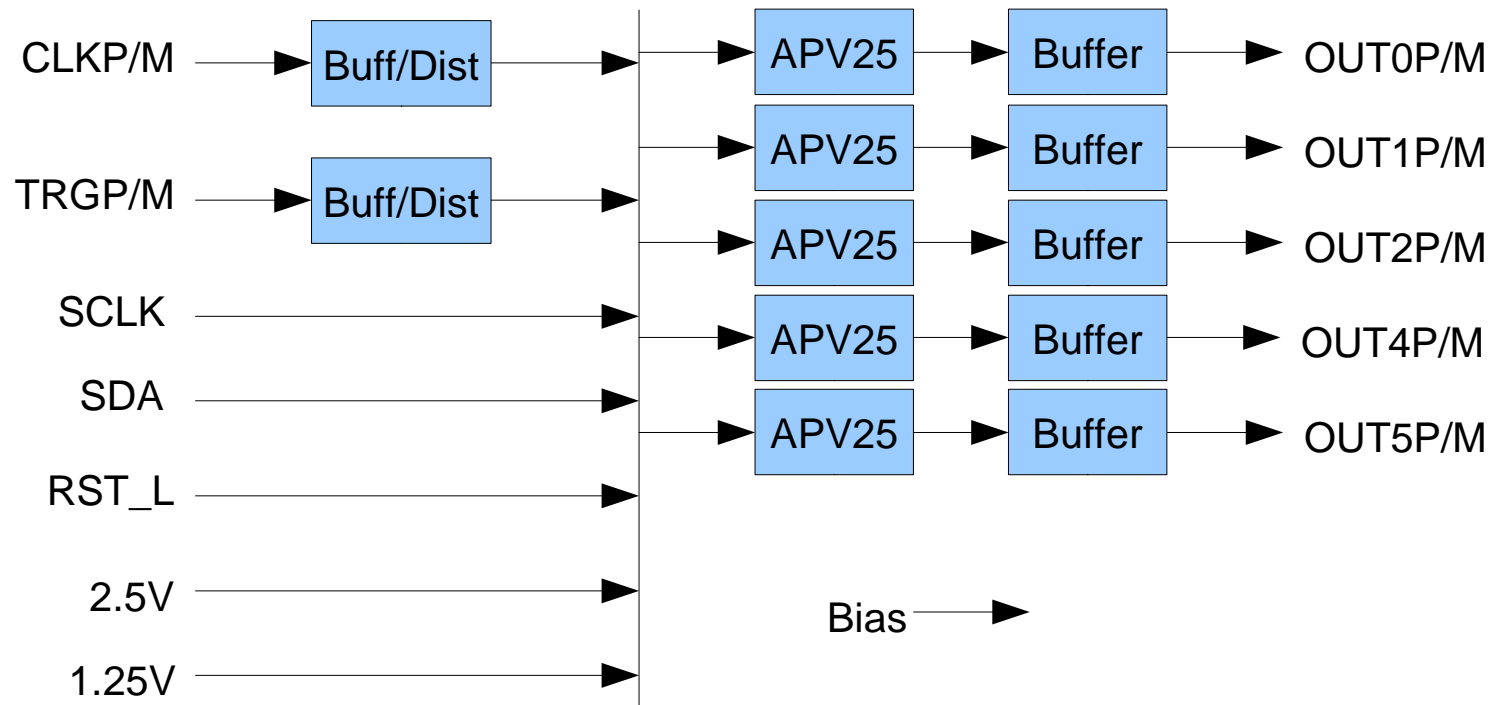 CLKP/M
Buff/Dist
APV25
Buffer
OUT0P/M
APV25
Buffer
OUT1P/M
TRGP/M
Buff/Dist
APV25
Buffer
OUT2P/M
SCLK
APV25
Buffer
OUT4P/M
SDA
APV25
Buffer
OUT5P/M
RST_L
2.5V
Bias
1.25V